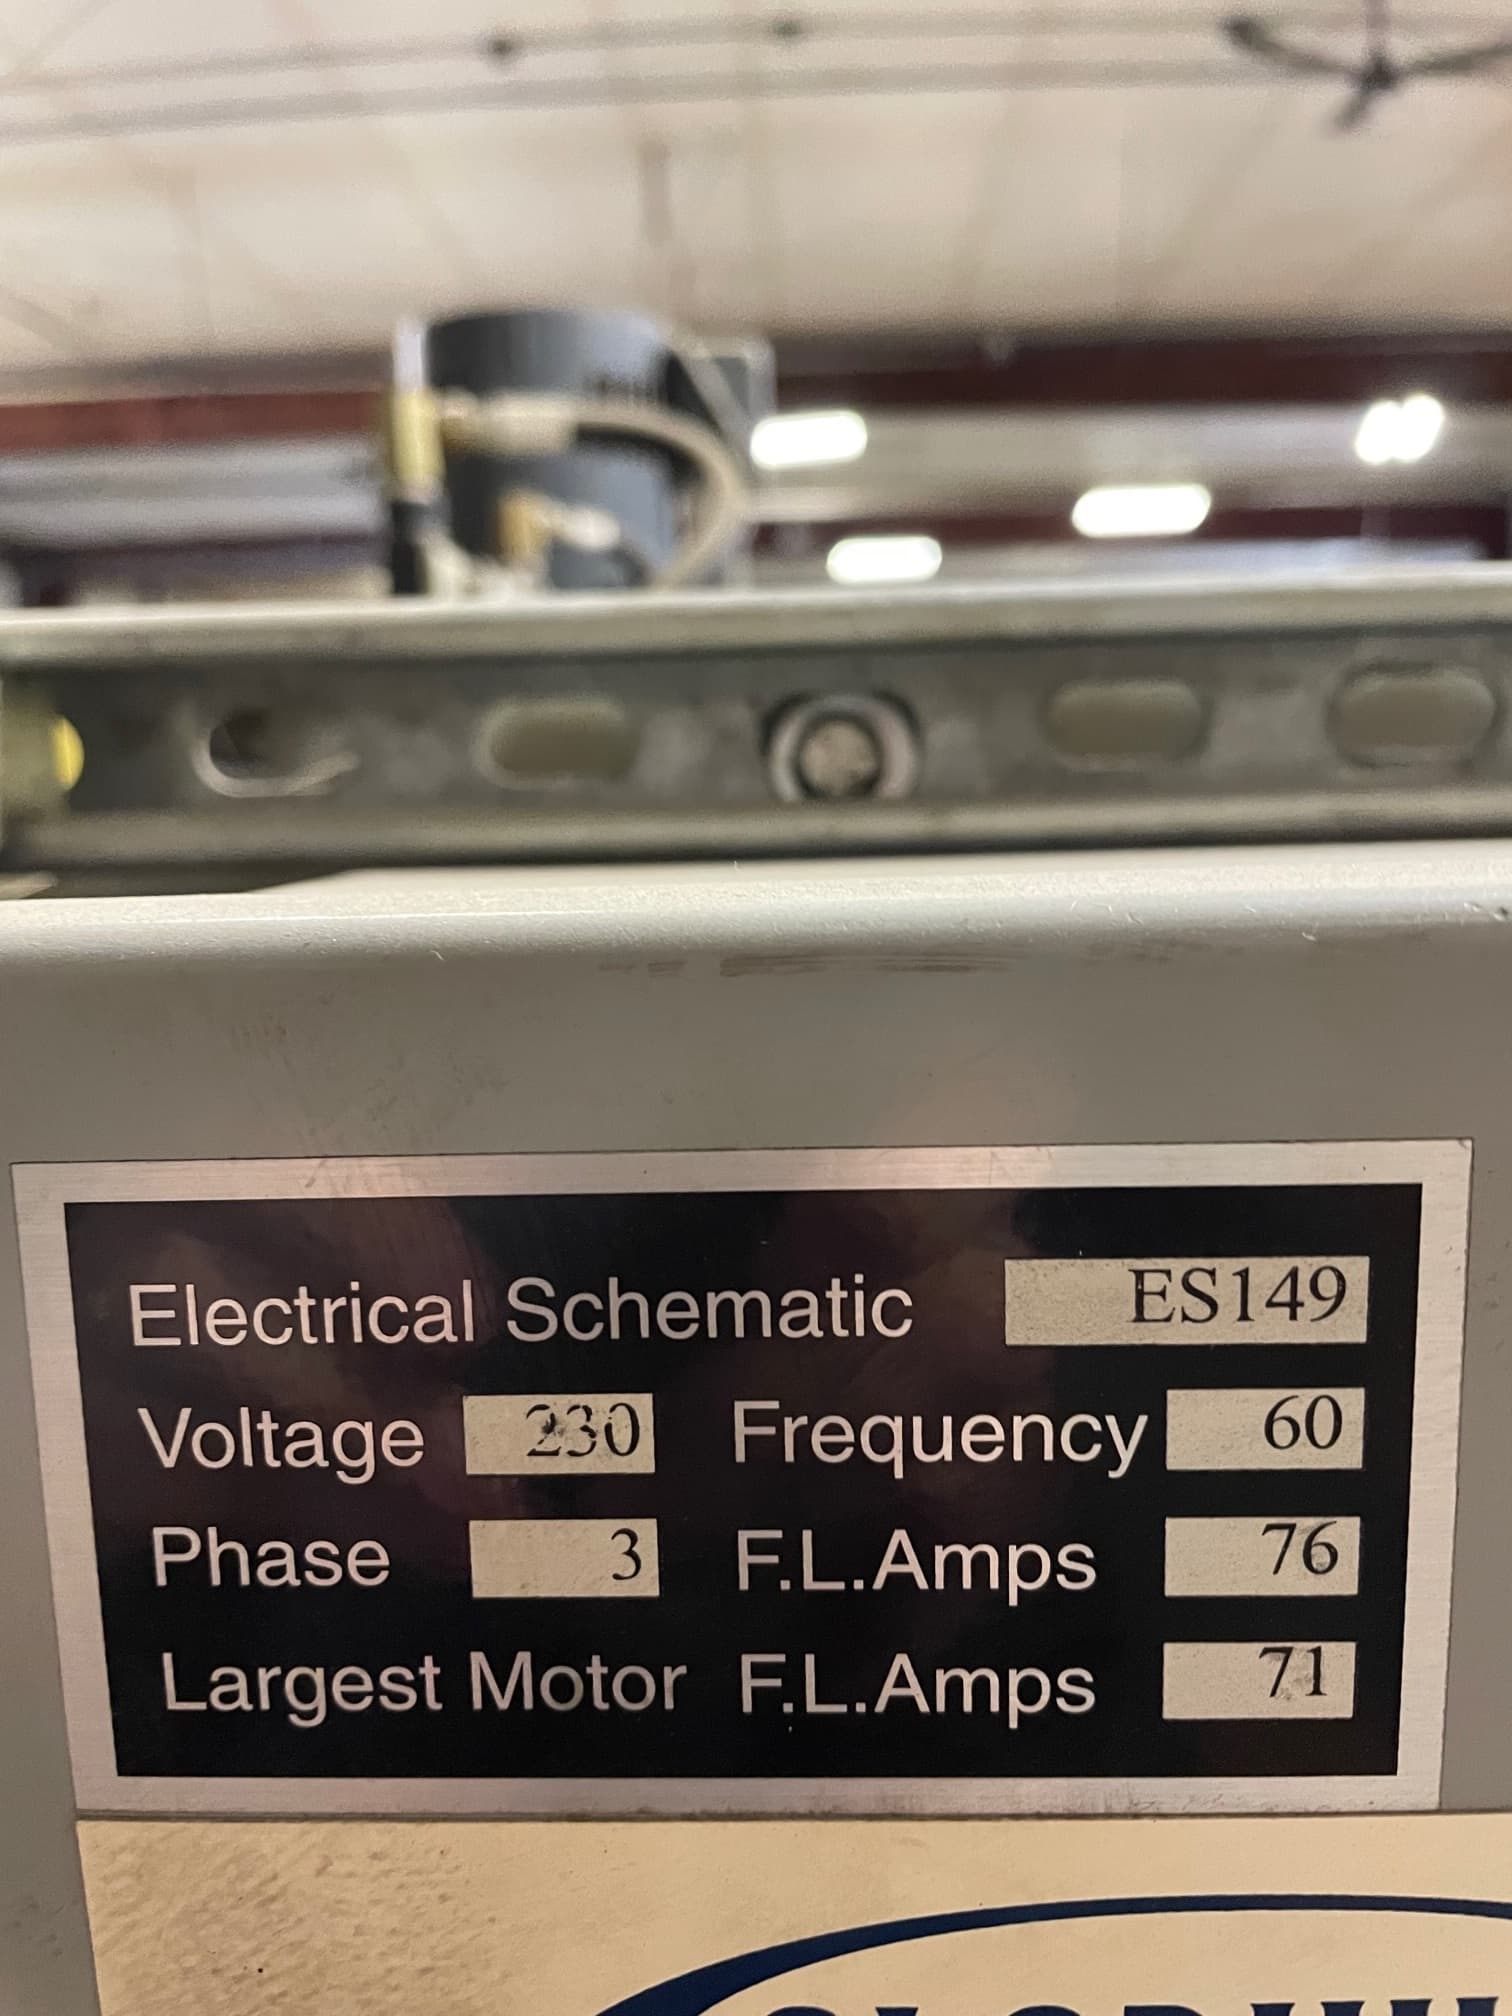 Electrical Schematic ES149
Voltage 230 Frequency 60
Phase 3 F.L.Amps 76
Largest Motor F.L.Amps 71